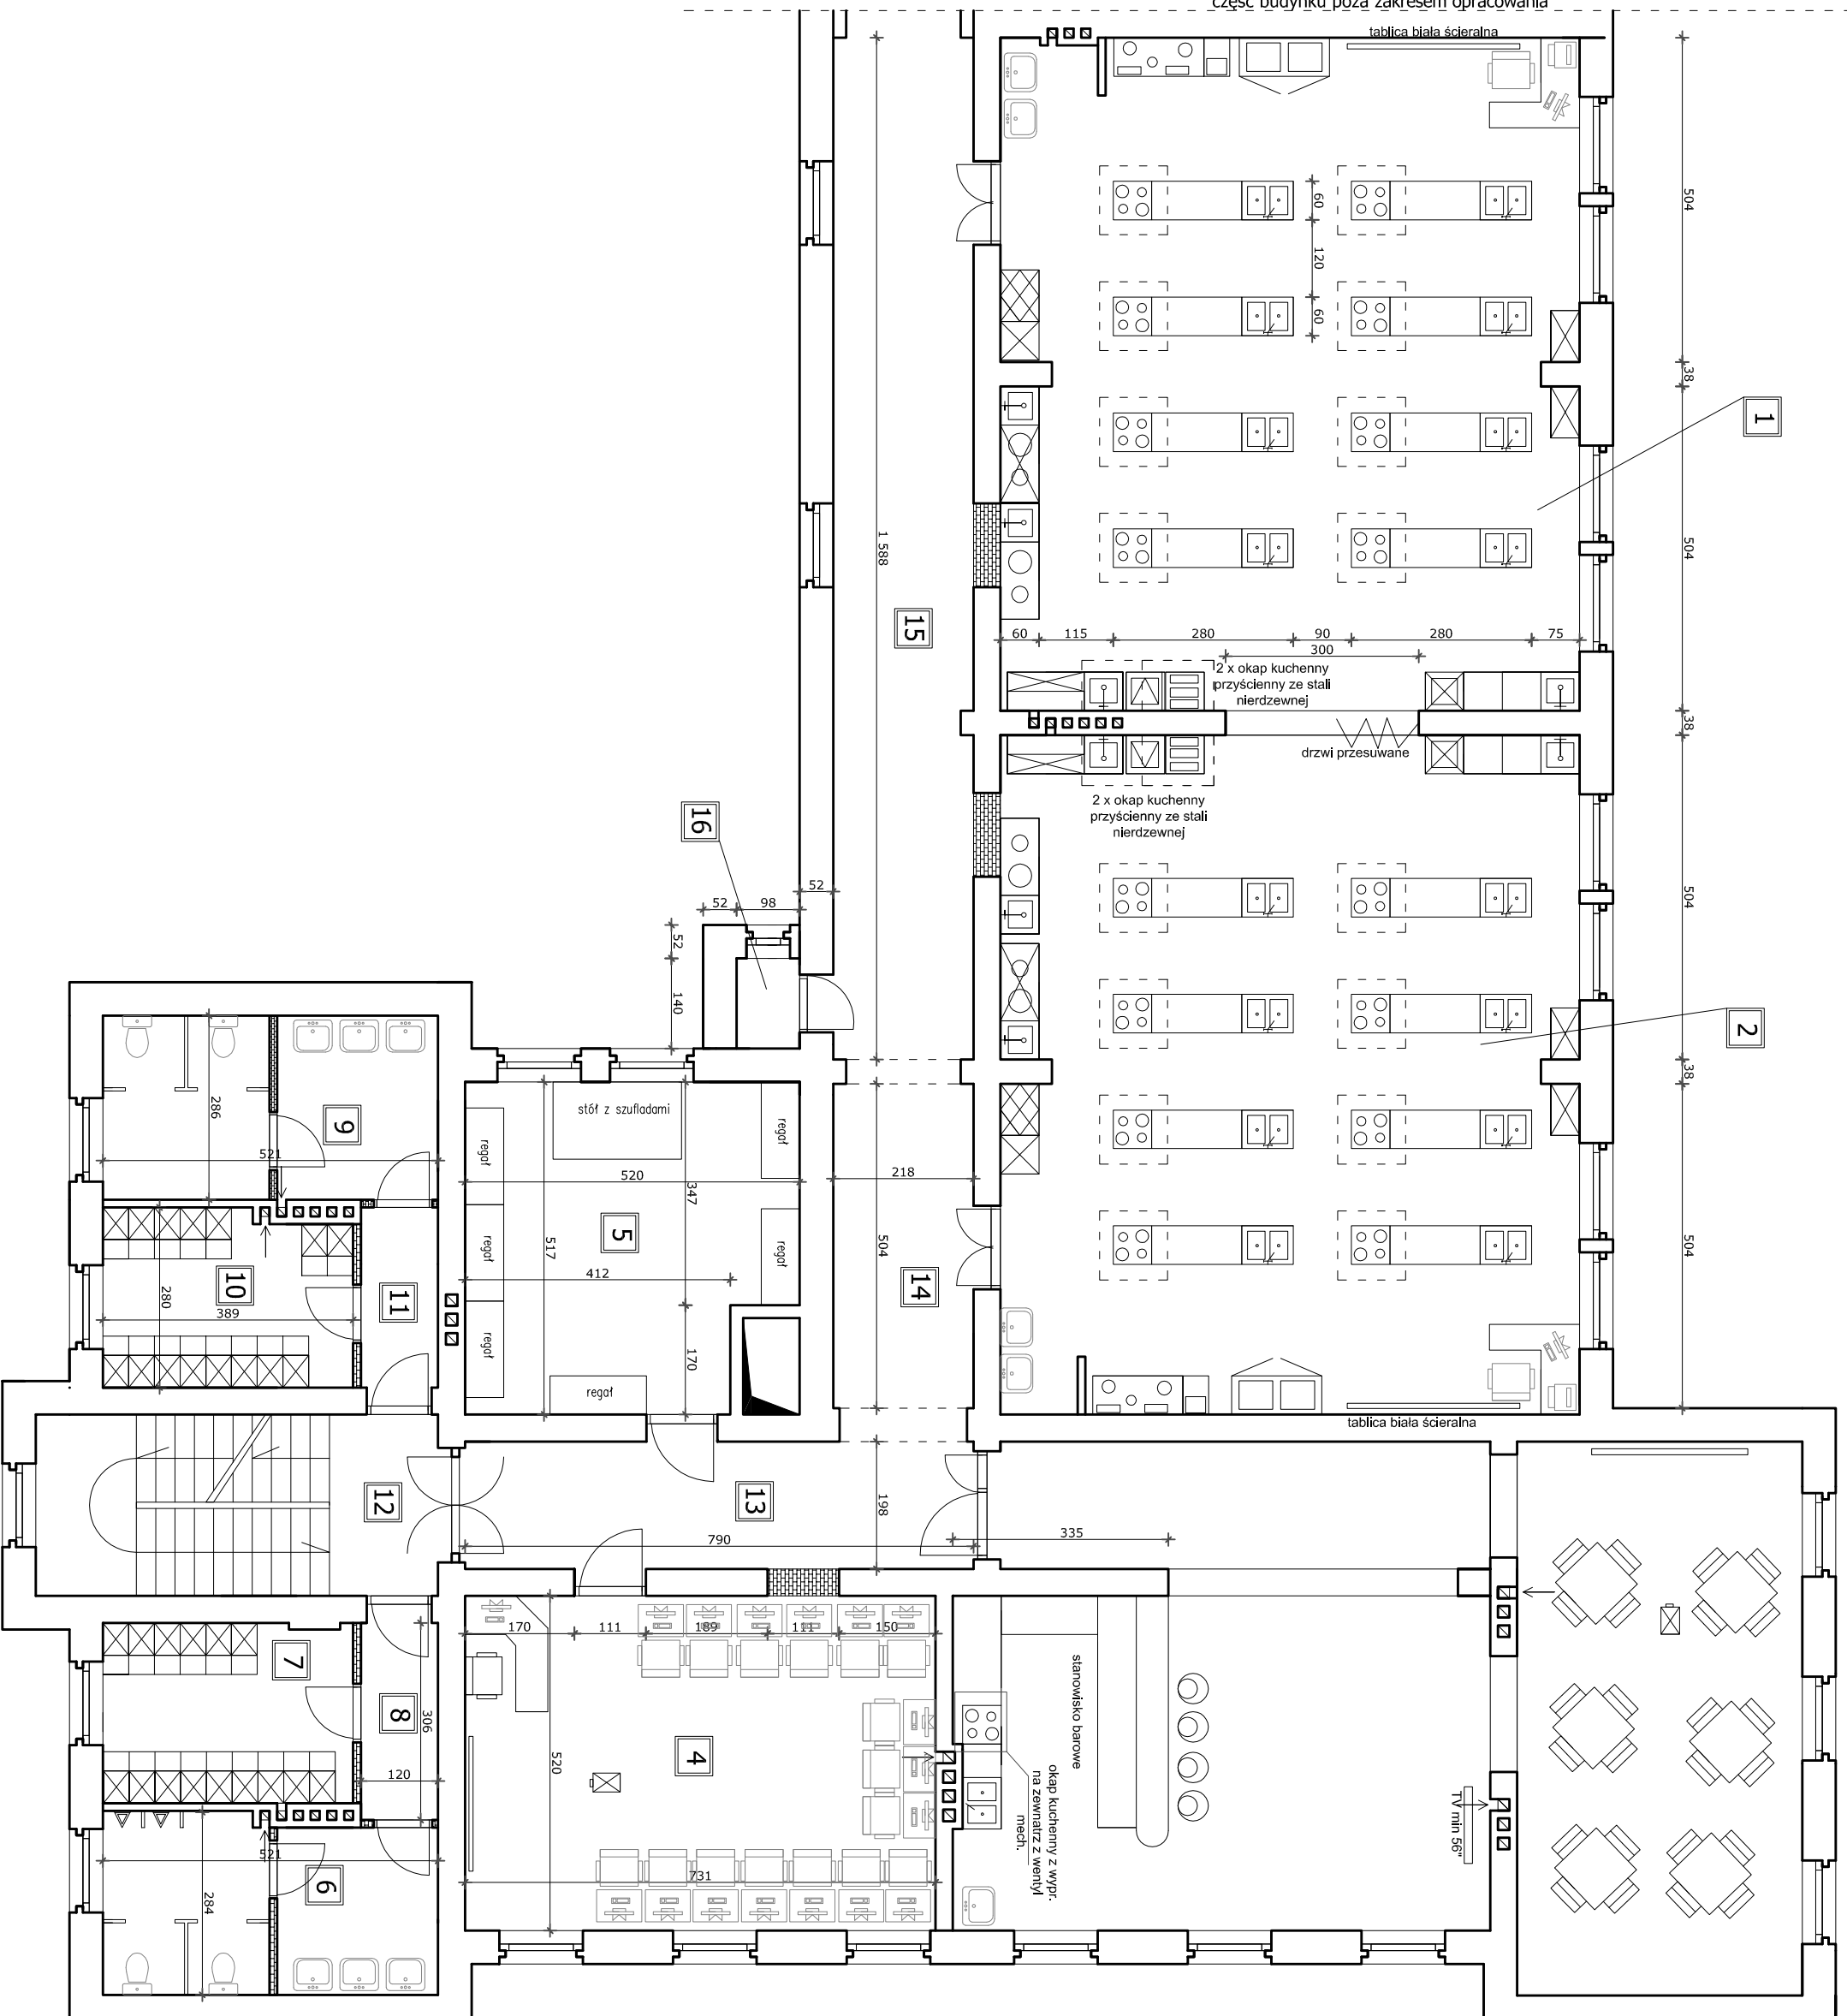 część budynku poza zakresem opracowania
tablica biała ścieralna
504
60
120
60
38
1
504
1 588
15
60
115
280
90
280
75
300
2 x okap kuchenny
przyścienny ze stali
nierdzewnej
38
drzwi przesuwane
2 x okap kuchenny
przyścienny ze stali
nierdzewnej
16
52
52
98
504
52
140
2
38
286
9
521
stół z szufladami
regał
regał
520
347
218
5
regał
regał
517
412
504
14
504
10
280
389
11
regał
170
regał
tablica biała ścieralna
12
13
198
790
335
170
111
189
111
150
7
8
306
120
4
520
stanowisko barowe
okap kuchenny z wypr.
na zewnatrz z wentyl
mech.
TV min 56"
521
6
284
731